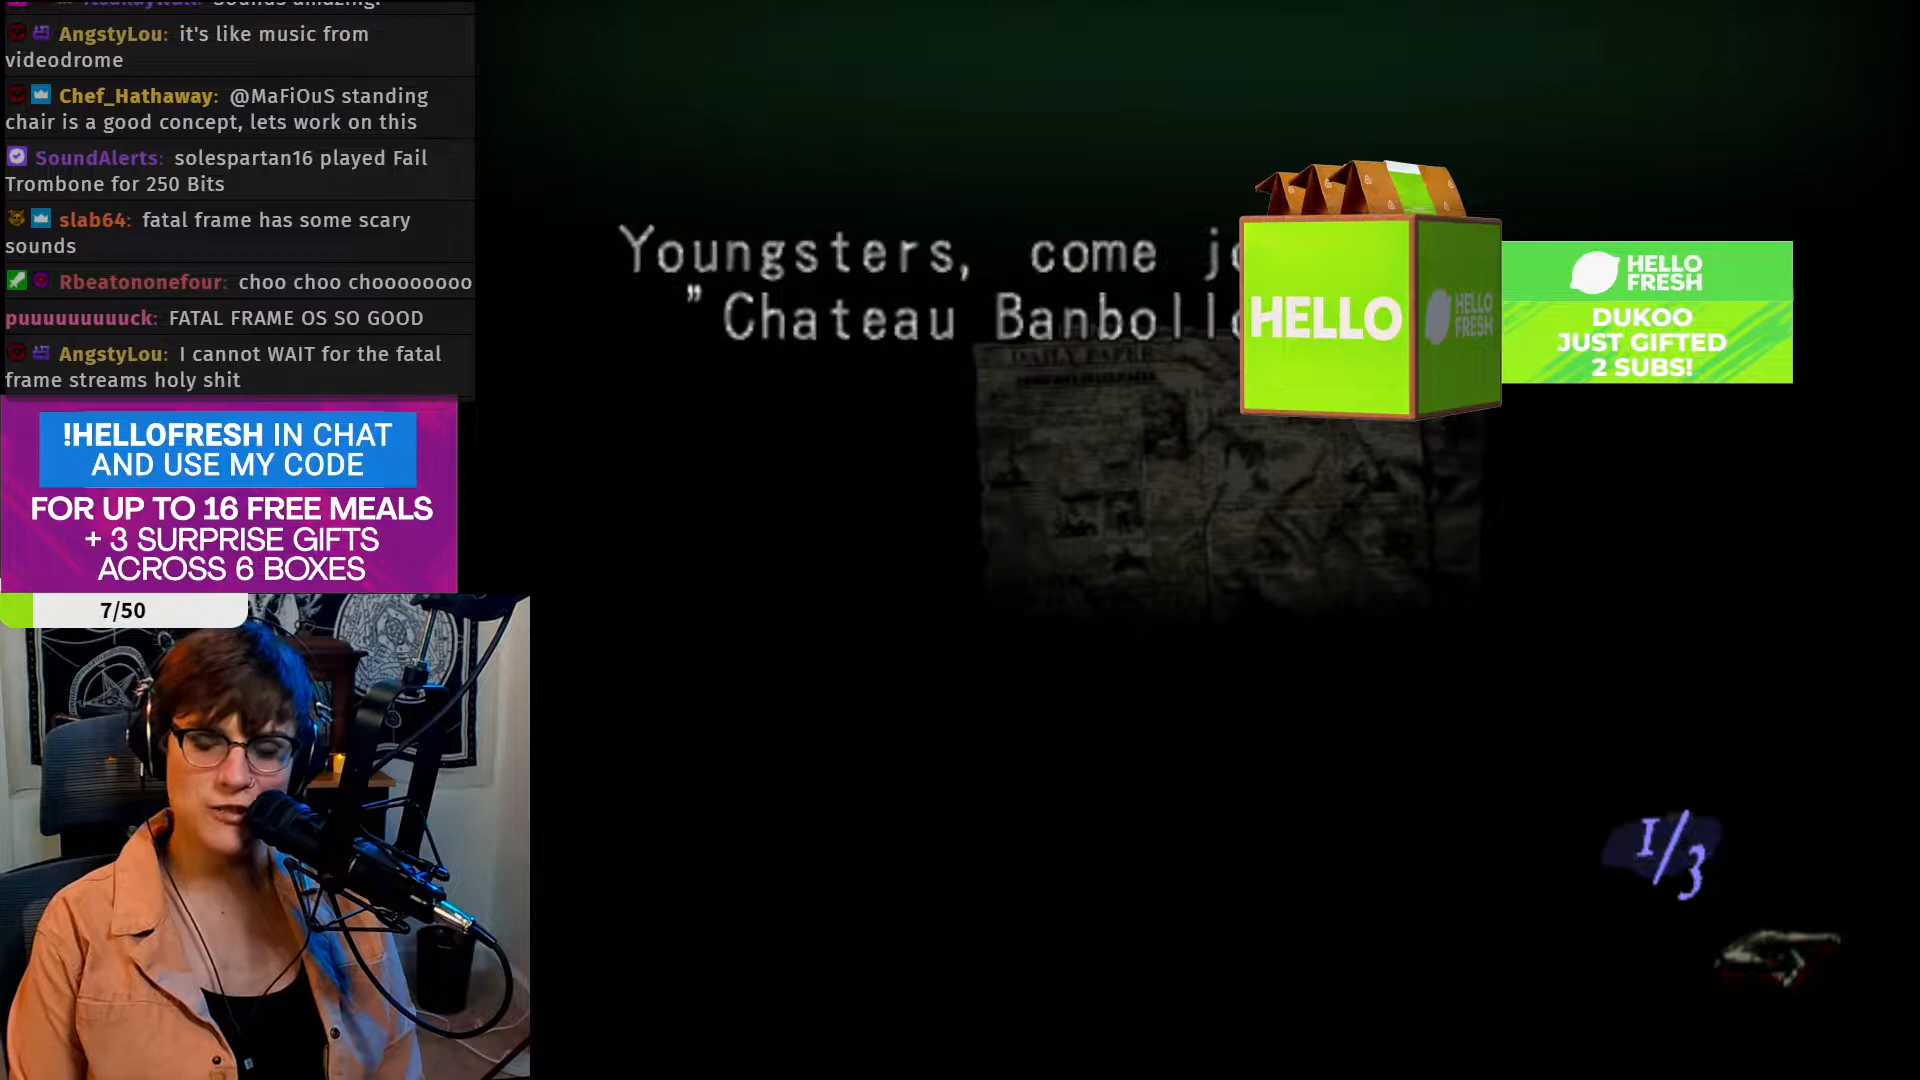 AngstyLou: it's like music from
videodrome
Chef_Hathaway: @MaFiOuS standing
chair is a good concept, lets work on this
SoundAlerts: solespartan16 played Fail
Trombone for 250 Bits
slab64: fatal frame has some scary
sounds
Rbeatononefour: choo choo choooooooo
puuuuuuuuuck: FATAL FRAME OS SO GOOD
AngstyLou: I cannot WAIT for the fatal
frame streams holy shit
!HELLOFRESH IN CHAT
AND USE MY CODE
FOR UP TO 16 FREE MEALS
+ 3 SURPRISE GIFTS
ACROSS 6 BOXES
7/50
Youngsters, come
"Chateau
DAILY PAPER
HELLO
HELLO
FRESH
HELLO
FRESH
DUKOO
JUST GIFTED
2 SUBS!
1/3